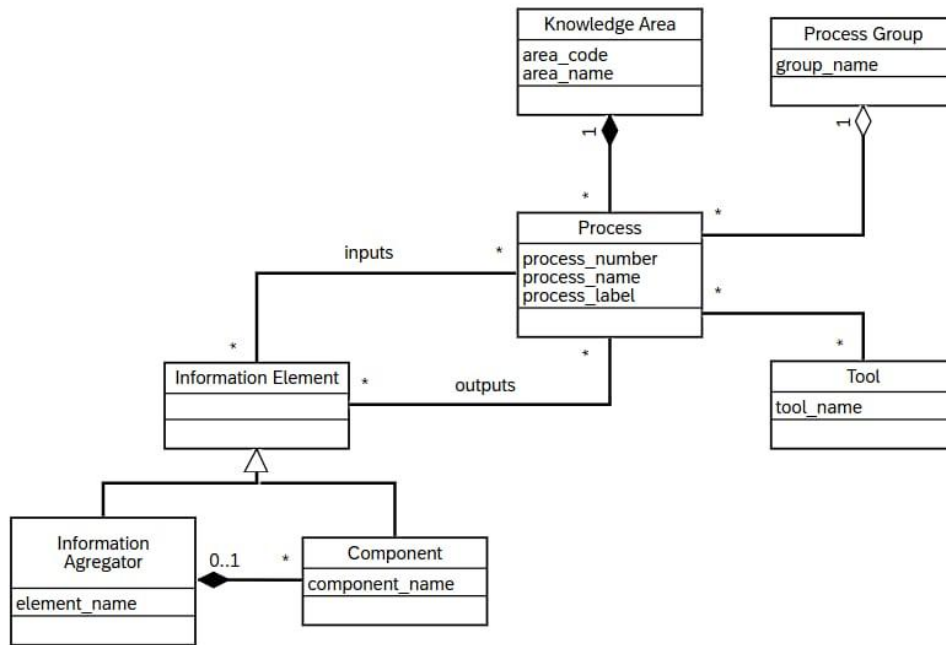 Knowledge Area
area_code
area_name
Process Group
group_name
1
1
*
*
Process
process_number
process_name
process_label
inputs
*
*
*
*
Information Element
*
outputs
*
Tool
tool_name
Information
Agregator
element_name
0..1
*
Component
component_name